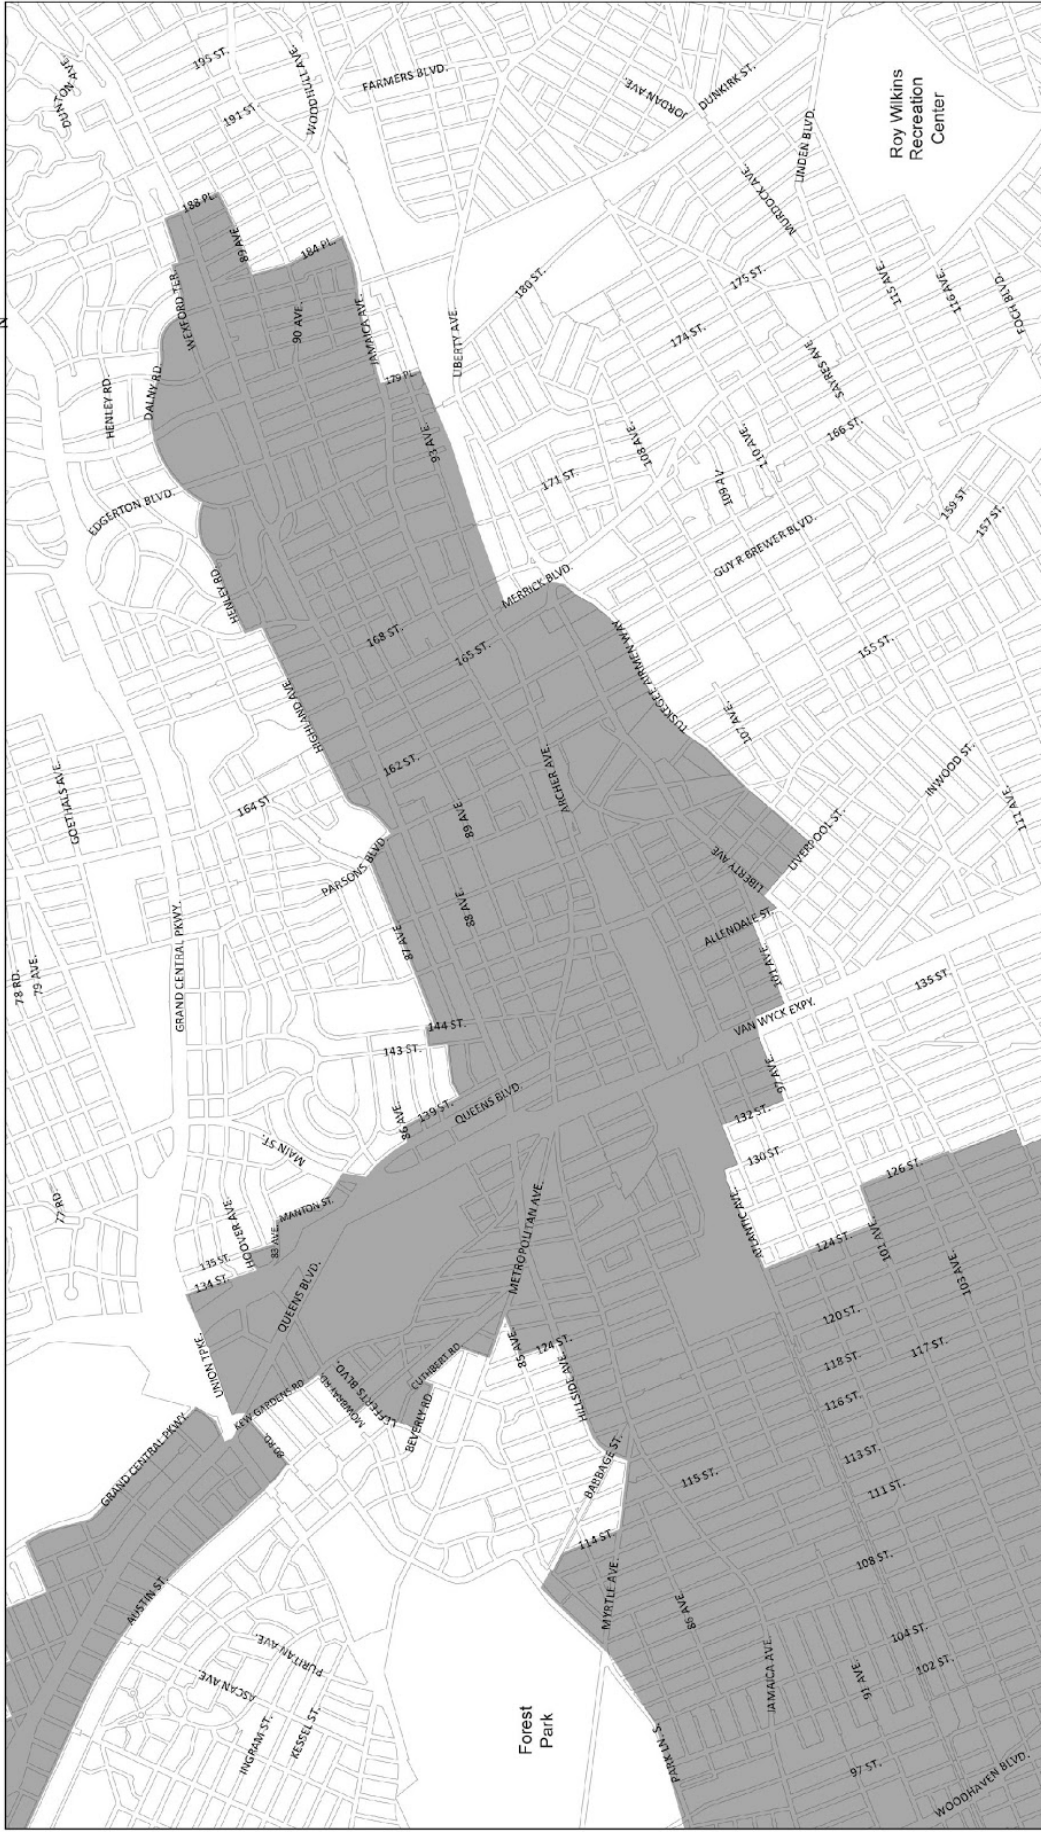 N
DUNTON AVE.
195 ST.
WOODHULL AVE.
FARMERS BLVD.
191 ST.
JORDAN AVE.
DUNKIRK ST.
LINDEN BLVD.
Roy Wilkins
Recreation
Center
188 PL.
89 AVE
184 PL.
MURDOCK AVE.
WEXFORD TER.
90 AVE.
JAMAICA AVE.
LIBERTY AVE.
180 ST.
175 ST.
115 AVE.
116 AVE.
FOCH BLVD.
HENLEY RD.
DALNY RD.
179 PL.
174 ST.
SAYRES AVE
93 AVE.
108 AVE.
110 AVE.
166 ST.
EDGERTON BLVD.
171 ST.
109 AV.
159 ST.
157 ST.
GUY R BREWER BLVD.
HENLEY RD.
MERRICK BLVD.
168 ST.
165 ST.
TUSKEGEE AIRMEN WAY
155 ST.
HIGHLAND AVE.
107 AVE.
GOETHALS AVE.
164 ST.
162 ST.
ARCHER AVE.
INWOOD ST.
111 AVE.
89 AVE
PARSONS BLVD.
LIVERPOOL ST.
LIBERTY AVE
88 AVE.
87 AVE
ALLENDALE ST.
78 RD.
79 AVE.
GRAND CENTRAL PKWY.
101 AVE.
135 ST.
144 ST.
143 ST.
VAN WYCK EXPY.
86 AVE.
139 ST.
QUEENS BLVD.
97 AVE.
132 ST.
MAIN ST.
130 ST.
126 ST.
77 RD.
HOOVER AVE.
MANTON ST.
METROPOLITAN AVE.
ATLANTIC AVE.
83 AVE.
135 ST.
134 ST.
124 ST.
101 AVE.
103 AVE.
QUEENS BLVD.
120 ST.
UNION TPKE.
85 AVE.
124 ST.
118 ST.
117 ST.
CUTHBERT RD
LEFFERTS BLVD.
MOWBRAY RD.
KEW GARDENS RD
BEVERLY RD
HILLSIDE AVE.
116 ST.
GRAND CENTRAL PKWY.
80 RD.
BABBAGE ST.
115 ST.
113 ST.
111 ST.
114 ST.
108 ST.
AUSTIN ST.
MYRTLE AVE.
86 AVE.
104 ST.
102 ST.
PURITAN AVE.
ASCAN AVE.
JAMAICA AVE.
91 AVE.
INGRAM ST.
KESSEL ST.
Forest
Park
PARK LN S
97 ST.
WOODHAVEN BLVD.